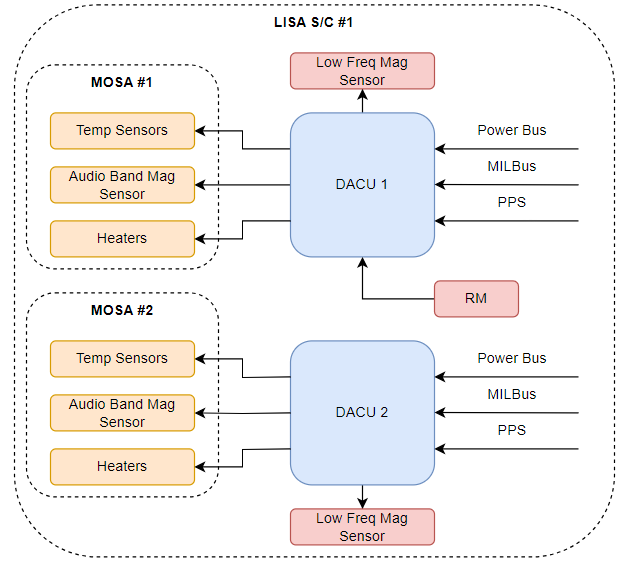 LISA S/C #1
Low Freq Mag
Sensor
MOSA #1
Temp Sensors
Audio Band Mag
Sensor
Heaters
DACU 1
Power Bus
MILBus
PPS
RM
MOSA #2
Temp Sensors
Audio Band Mag
Sensor
Heaters
DACU 2
Power Bus
MILBus
PPS
Low Freq Mag
Sensor